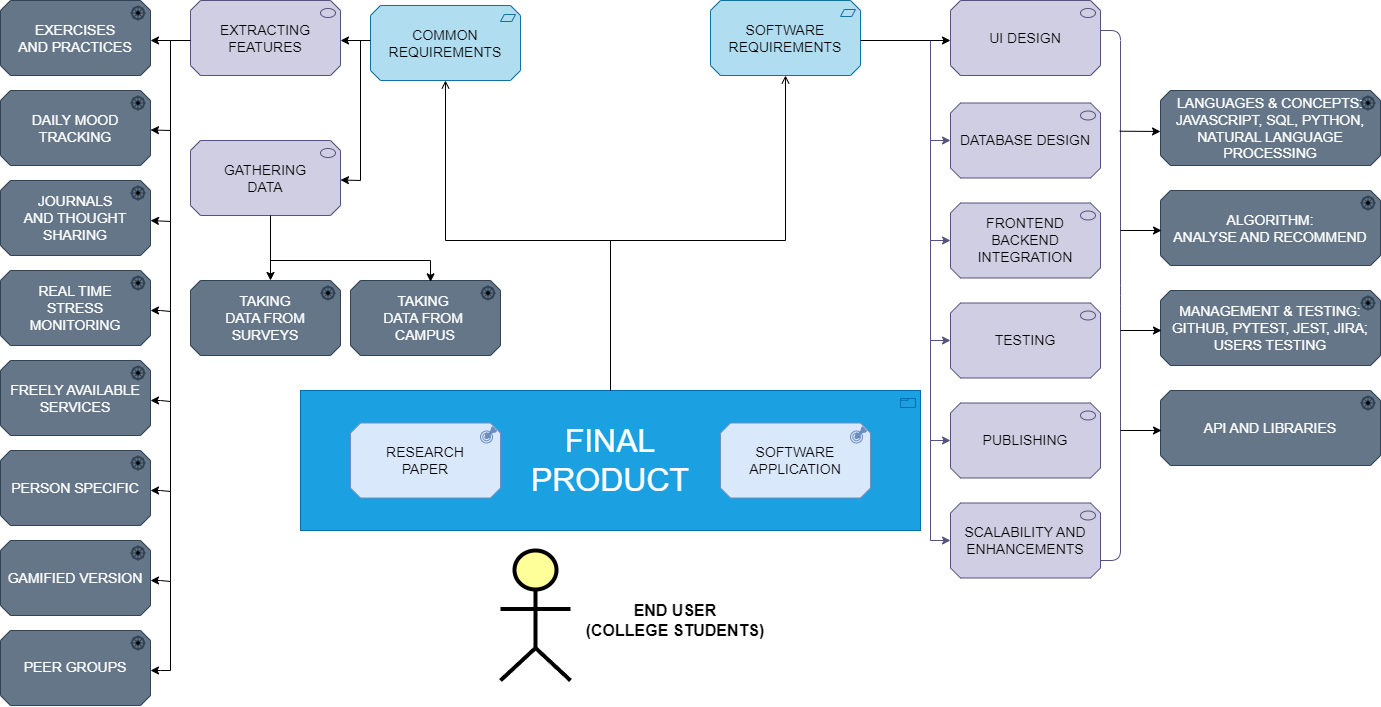 EXERCISES
AND PRACTICES
EXTRACTING
FEATURES
COMMON
REQUIREMENTS
SOFTWARE
REQUIREMENTS
UI DESIGN
DAILY MOOD
TRACKING
LANGUAGES & CONCEPTS:
JAVASCRIPT, SQL, PYTHON,
NATURAL LANGUAGE
PROCESSING
DATABASE DESIGN
GATHERING
DATA
JOURNALS
AND THOUGHT
SHARING
FRONTEND
BACKEND
INTEGRATION
ALGORITHM:
ANALYSE AND RECOMMEND
REAL TIME
STRESS
MONITORING
TAKING
DATA FROM
SURVEYS
TAKING
DATA FROM
CAMPUS
TESTING
MANAGEMENT & TESTING:
GITHUB, PYTEST, JEST, JIRA;
USERS TESTING
FREELY AVAILABLE
SERVICES
PUBLISHING
API AND LIBRARIES
RESEARCH
PAPER
FINAL
PRODUCT
SOFTWARE
APPLICATION
PERSON SPECIFIC
SCALABILITY AND
ENHANCEMENTS
GAMIFIED VERSION
END USER
(COLLEGE STUDENTS)
PEER GROUPS